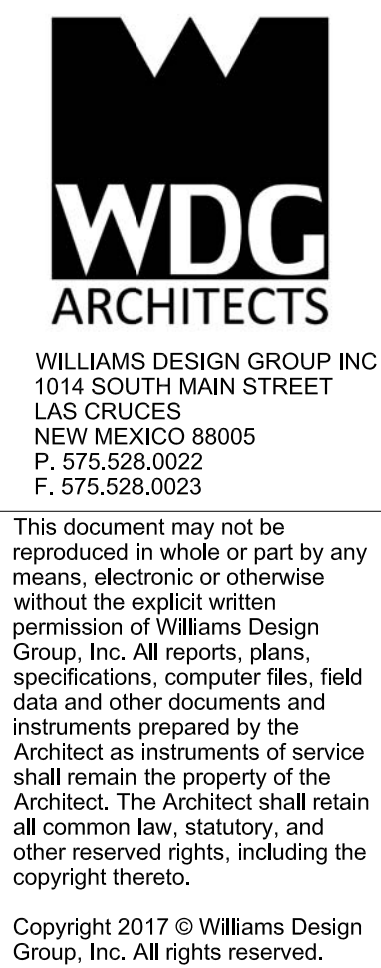 WDG
ARCHITECTS
WILLIAMS DESIGN GROUP INC
1014 SOUTH MAIN STREET
LAS CRUCES
NEW MEXICO 88005
P. 575.528.0022
F. 575.528.0023
This document may not be
reproduced in whole or part by any
means, electronic or otherwise
without the explicit written
permission of Williams Design
Group, Inc. All reports, plans,
specifications, computer files, field
data and other documents and
instruments prepared by the
Architect as instruments of service
shall remain the property of the
Architect. The Architect shall retain
all common law, statutory, and
other reserved rights, including the
copyright thereto.
Copyright 2017 © Williams Design
Group, Inc. All rights reserved.